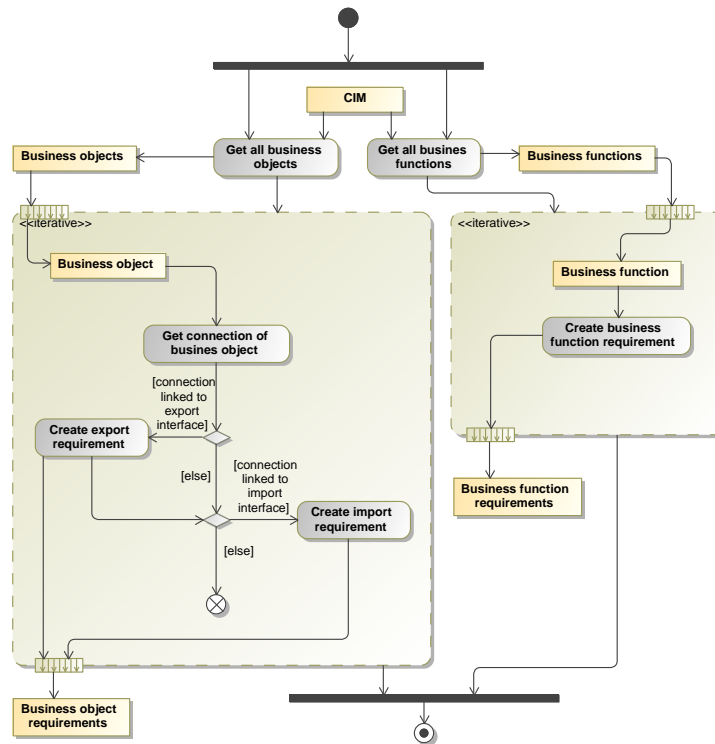 CIM
Get all business
objects
Get all busines
functions
Business objects
Business functions
<<iterative>>
<<iterative>>
Business object
Business function
Get connection of
busines object
Create business
function requirement
[connection
linked to
export
interface]
Create export
requirement
[else]
[connection
linked to
import
interface]
Create import
requirement
[else]
Business function
requirements
Business object
requirements